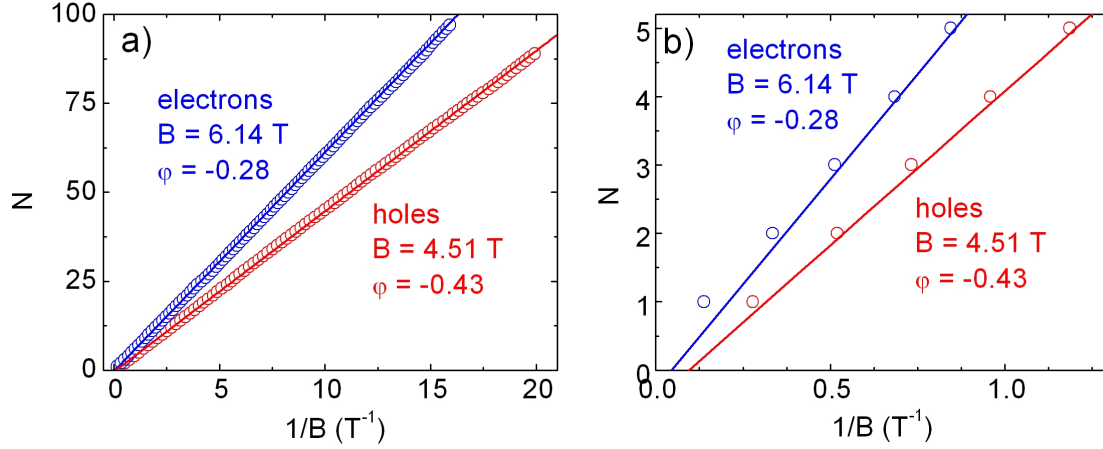 a)
100
75
50
25
0
N
electrons
B = 6.14 T
φ = -0.28
holes
B = 4.51 T
φ = -0.43
0 5 10 15 20
1/B (T⁻¹)
b)
5
4
3
2
1
0
N
electrons
B = 6.14 T
φ = -0.28
holes
B = 4.51 T
φ = -0.43
0.0 0.5 1.0
1/B (T⁻¹)